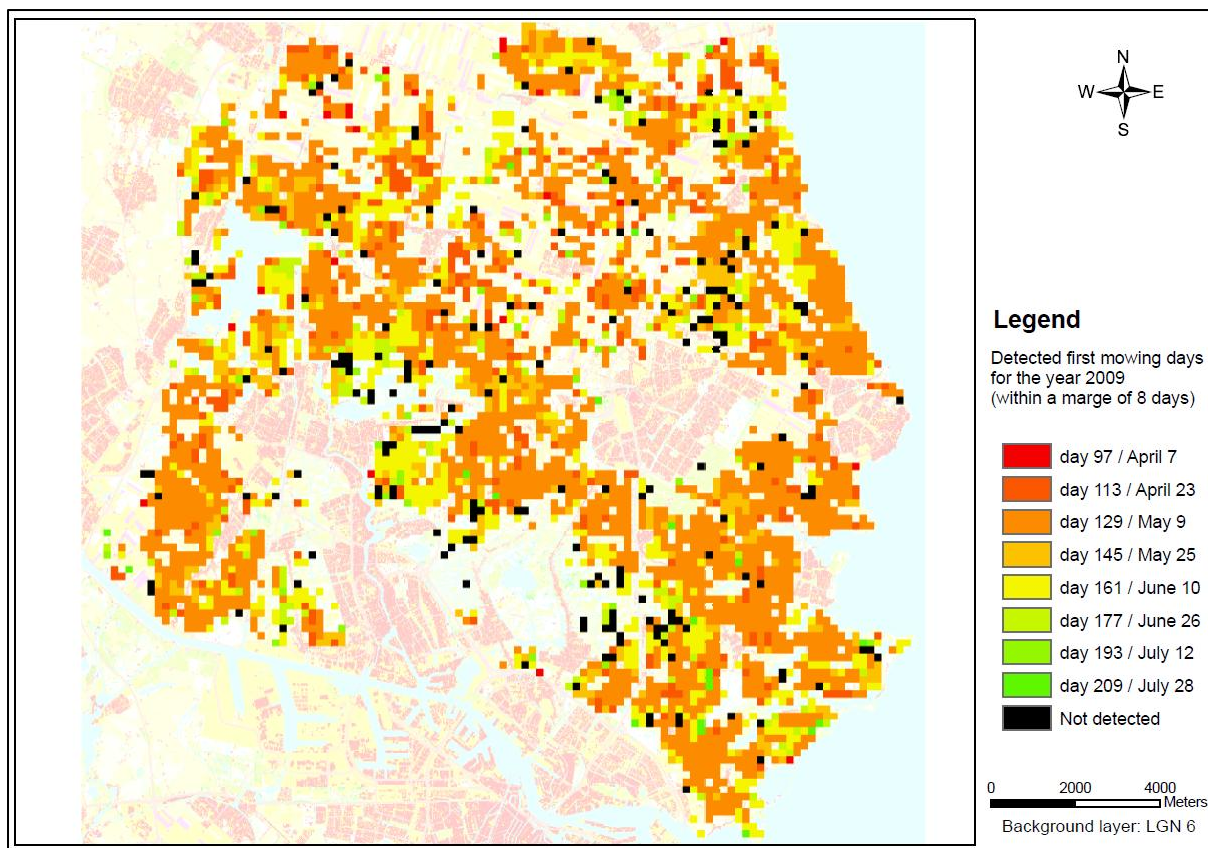 N
W E
S
Legend
Detected first mowing days
for the year 2009
(within a marge of 8 days)
day 97 / April 7
day 113 / April 23
day 129 / May 9
day 145 / May 25
day 161 / June 10
day 177 / June 26
day 193 / July 12
day 209 / July 28
Not detected
0 2000 4000
Meters
Background layer: LGN 6